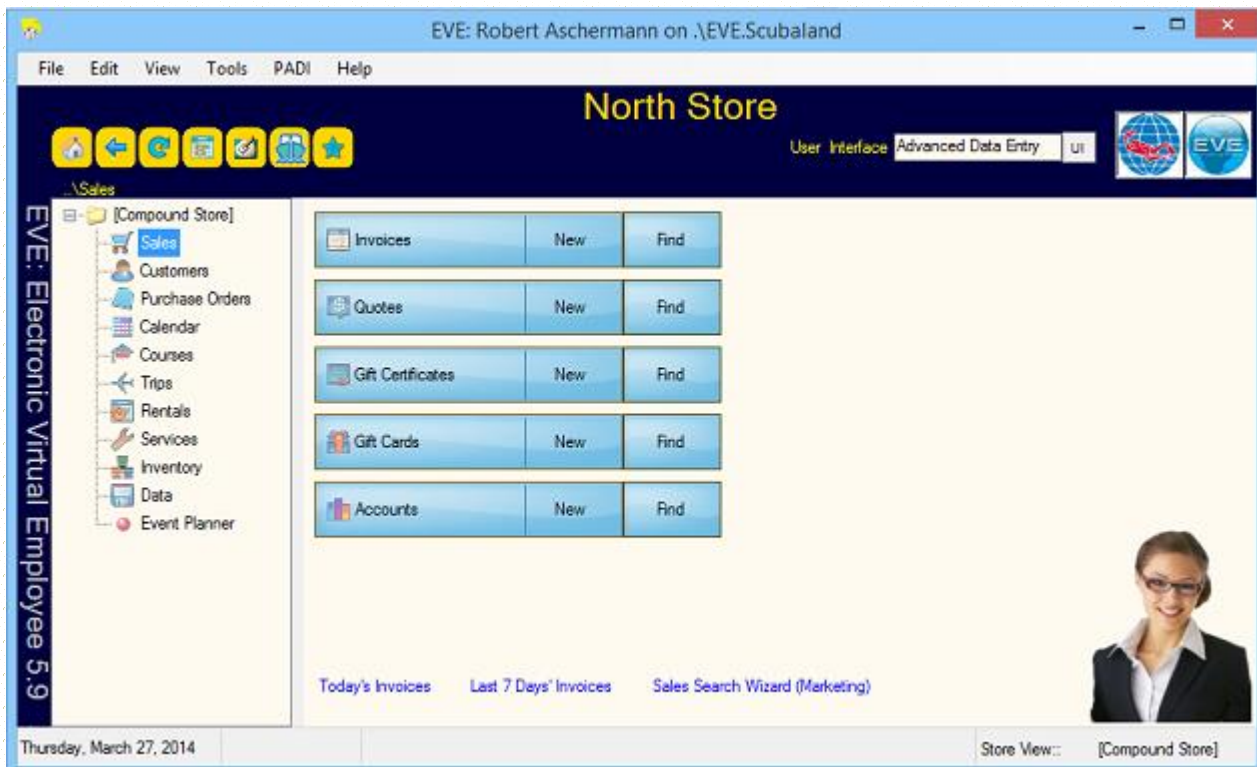 EVE: Robert Aschermann on .\EVE.Scubaland
File Edit View Tools PADI Help
North Store
User Interface Advanced Data Entry UI
EVE
..\Sales
EVE: Electronic Virtual Employee 5.9
[Compound Store]
Sales
Customers
Purchase Orders
Calendar
Courses
Trips
Rentals
Services
Inventory
Data
Event Planner
Invoices New Find
Quotes New Find
Gift Certificates New Find
Gift Cards New Find
Accounts New Find
Today's Invoices Last 7 Days' Invoices Sales Search Wizard (Marketing)
Thursday, March 27, 2014 Store View:: [Compound Store]